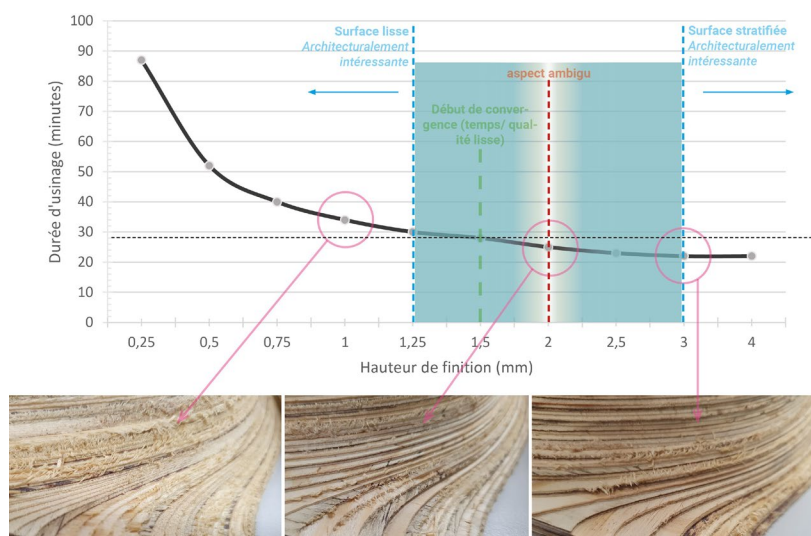 100
90
80
70
60
50
40
30
20
10
0
Durée d'usinage (minutes)
Surface lisse
Architecturalement
intéressante
Début de conver-
gence (temps/ qual-
ité lisse)
aspect ambigu
Surface stratifiée
Architecturalement
intéressante
0,25 0,5 0,75 1 1,25 1,5 2 2,5 3 4
Hauteur de finition (mm)